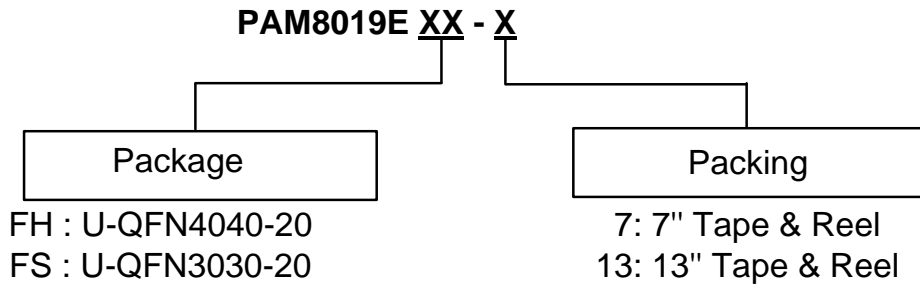 PAM8019E XX - X
Package
Packing
FH : U-QFN4040-20
7: 7" Tape & Reel
FS : U-QFN3030-20
13: 13" Tape & Reel